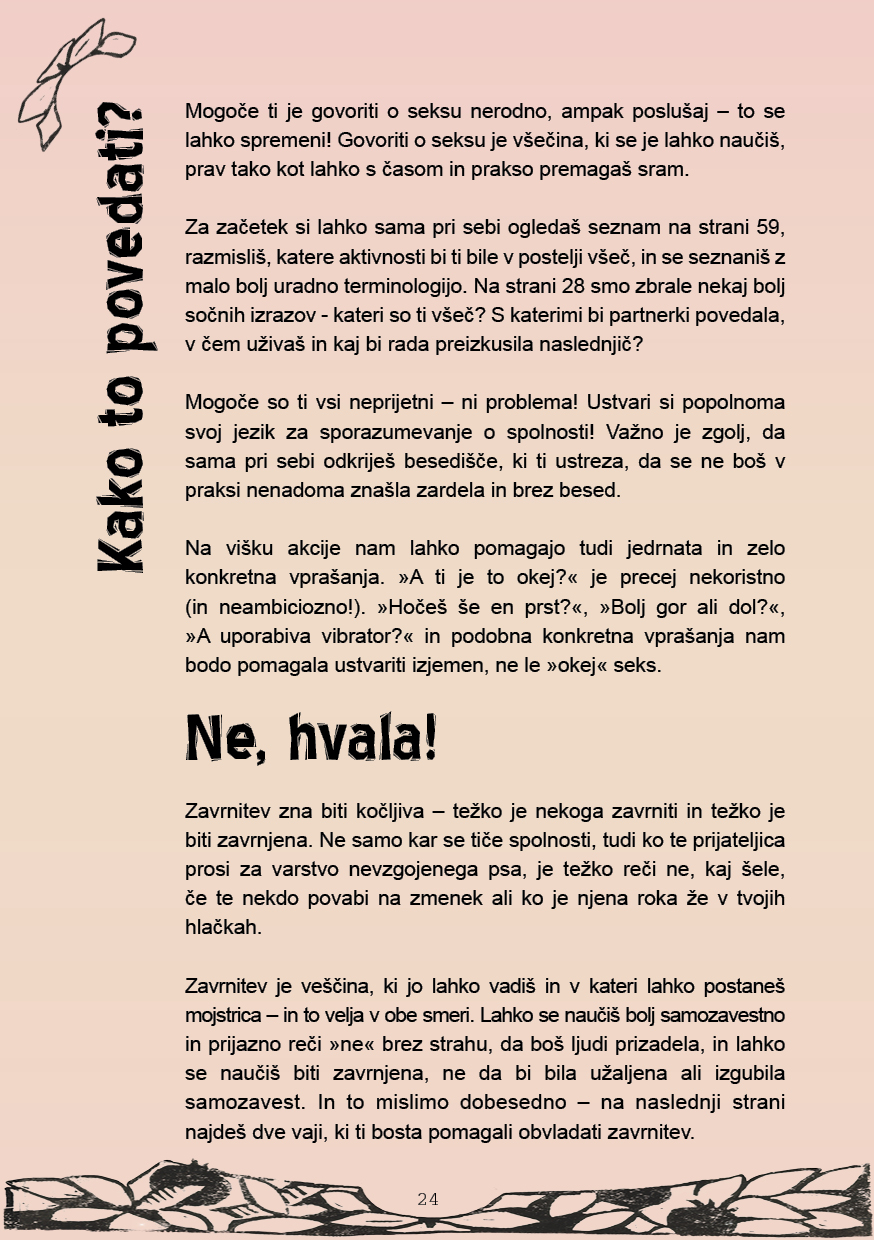 Kako to povedati?
Mogoče ti je govoriti o seksu nerodno, ampak poslušaj – to se
lahko spremeni! Govoriti o seksu je všečina, ki se je lahko naučiš,
prav tako kot lahko s časom in prakso premagaš sram.
Za začetek si lahko sama pri sebi ogledaš seznam na strani 59,
razmisliš, katere aktivnosti bi ti bile v postelji všeč, in se seznaniš z
malo bolj uradno terminologijo. Na strani 28 smo zbrale nekaj bolj
sočnih izrazov - kateri so ti všeč? S katerimi bi partnerki povedala,
v čem uživaš in kaj bi rada preizkusila naslednjič?
Mogoče so ti vsi neprijetni – ni problema! Ustvari si popolnoma
svoj jezik za sporazumevanje o spolnosti! Važno je zgolj, da
sama pri sebi odkriješ besedišče, ki ti ustreza, da se ne boš v
praksi nenadoma znašla zardela in brez besed.
Na višku akcije nam lahko pomagajo tudi jedrnata in zelo
konkretna vprašanja. »A ti je to okej?« je precej nekoristno
(in neambiciozno!). »Hočeš še en prst?«, »Bolj gor ali dol?«,
»A uporabiva vibrator?« in podobna konkretna vprašanja nam
bodo pomagala ustvariti izjemen, ne le »okej« seks.
Ne, hvala!
Zavrnitev zna biti kočljiva – težko je nekoga zavrniti in težko je
biti zavrnjena. Ne samo kar se tiče spolnosti, tudi ko te prijateljica
prosi za varstvo nevzgojenega psa, je težko reči ne, kaj šele,
če te nekdo povabi na zmenek ali ko je njena roka že v tvojih
hlačkah.
Zavrnitev je veščina, ki jo lahko vadiš in v kateri lahko postaneš
mojstrica – in to velja v obe smeri. Lahko se naučiš bolj samozavestno
in prijazno reči »ne« brez strahu, da boš ljudi prizadela, in lahko
se naučiš biti zavrnjena, ne da bi bila užaljena ali izgubila
samozavest. In to mislimo dobesedno – na naslednji strani
najdeš dve vaji, ki ti bosta pomagali obvladati zavrnitev.
24